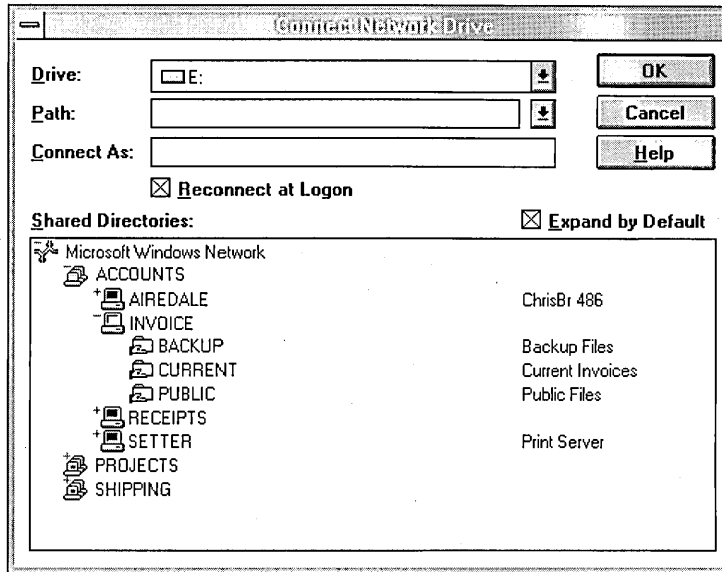 Connect Network Drive
Drive: E: OK
Path: Cancel
Connect As: Help
Reconnect at Logon
Shared Directories: Expand by Default
Microsoft Windows Network
ACCOUNTS
AIREDALE ChrisBr 486
INVOICE
BACKUP Backup Files
CURRENT Current Invoices
PUBLIC Public Files
RECEIPTS
SETTER Print Server
PROJECTS
SHIPPING